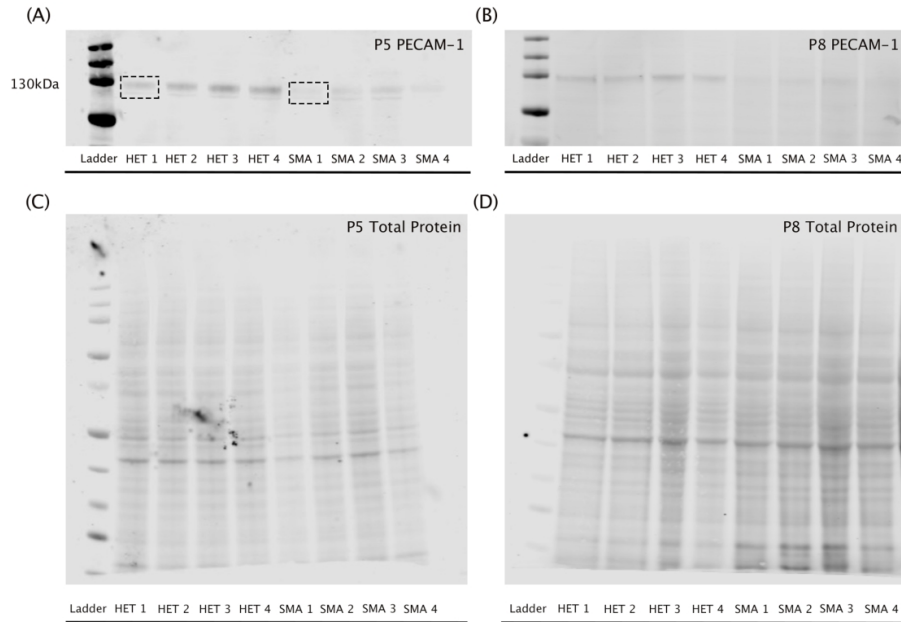 (A)
P5 PECAM-1
130kDa
Ladder HET 1 HET 2 HET 3 HET 4 SMA 1 SMA 2 SMA 3 SMA 4
(B)
P8 PECAM-1
Ladder HET 1 HET 2 HET 3 HET 4 SMA 1 SMA 2 SMA 3 SMA 4
(C)
P5 Total Protein
Ladder HET 1 HET 2 HET 3 HET 4 SMA 1 SMA 2 SMA 3 SMA 4
(D)
P8 Total Protein
Ladder HET 1 HET 2 HET 3 HET 4 SMA 1 SMA 2 SMA 3 SMA 4